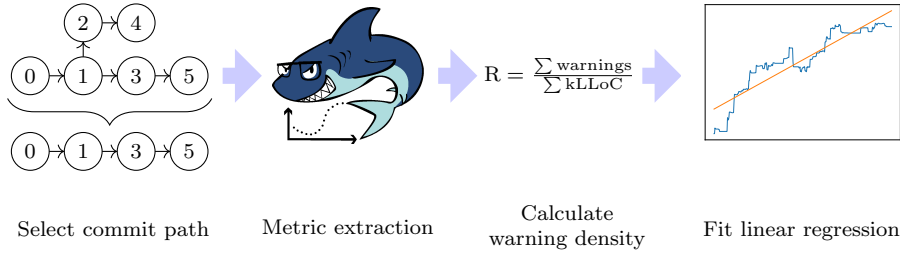 2 4
0 1 3 5
R = ∑ warnings / ∑ kLLoC
0 1 3 5
Select commit path
Metric extraction
Calculate
warning density
Fit linear regression